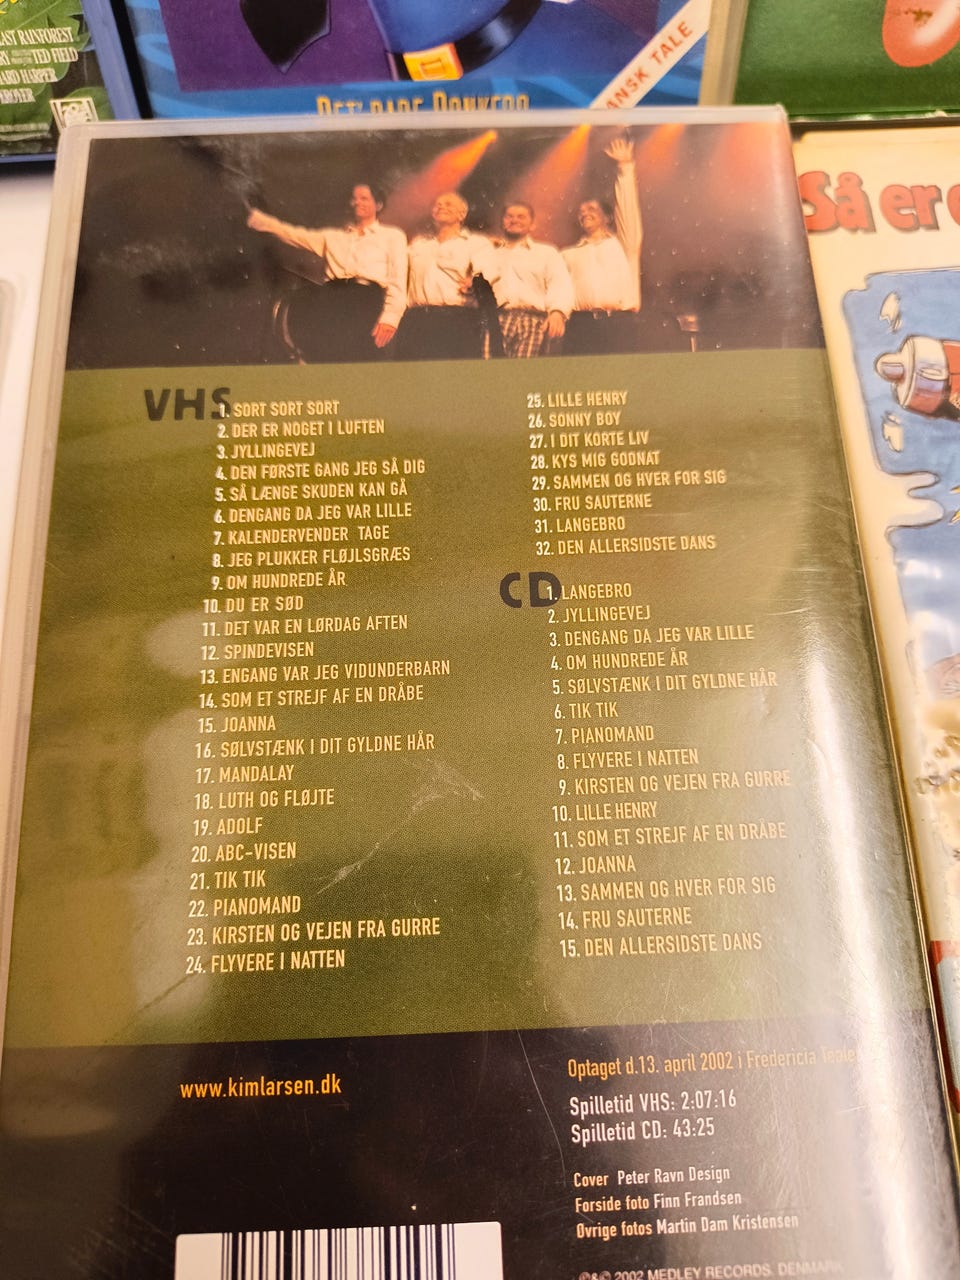 AST RAINFOREST
TED FIELD
ARD HARPER
KROYER
ANSK TALE
Så er
VHS
1. SORT SORT SORT
2. DER ER NOGET I LUFTEN
3. JYLLINGEVEJ
4. DEN FØRSTE GANG JEG SÅ DIG
5. SÅ LÆNGE SKUDEN KAN GÅ
6. DENGANG DA JEG VAR LILLE
7. KALENDERVENDER TAGE
8. JEG PLUKKER FLØJLSGRÆS
9. OM HUNDREDE ÅR
10. DU ER SØD
11. DET VAR EN LØRDAG AFTEN
12. SPINDEVISEN
13. ENGANG VAR JEG VIDUNDERBARN
14. SOM ET STREJF AF EN DRÅBE
15. JOANNA
16. SØLVSTÆNK I DIT GYLDNE HÅR
17. MANDALAY
18. LUTH OG FLØJTE
19. ADOLF
20. ABC-VISEN
21. TIK TIK
22. PIANOMAND
23. KIRSTEN OG VEJEN FRA GURRE
24. FLYVERE I NATTEN
25. LILLE HENRY
26. SONNY BOY
27. I DIT KORTE LIV
28. KYS MIG GODNAT
29. SAMMEN OG HVER FOR SIG
30. FRU SAUTERNE
31. LANGEBRO
32. DEN ALLERSIDSTE DANS
CD
1. LANGEBRO
2. JYLLINGEVEJ
3. DENGANG DA JEG VAR LILLE
4. OM HUNDREDE ÅR
5. SØLVSTÆNK I DIT GYLDNE HÅR
6. TIK TIK
7. PIANOMAND
8. FLYVERE I NATTEN
9. KIRSTEN OG VEJEN FRA GURRE
10. LILLE HENRY
11. SOM ET STREJF AF EN DRÅBE
12. JOANNA
13. SAMMEN OG HVER FOR SIG
14. FRU SAUTERNE
15. DEN ALLERSIDSTE DANS
www.kimlarsen.dk
Optaget d.13. april 2002 i Fredericia
Spilletid VHS: 2:07:16
Spilletid CD: 43:25
Cover Peter Ravn Design
Forside foto Finn Frandsen
Øvrige fotos Martin Dam Kristensen
℗&© 2002 MEDLEY RECORDS. DENMARK